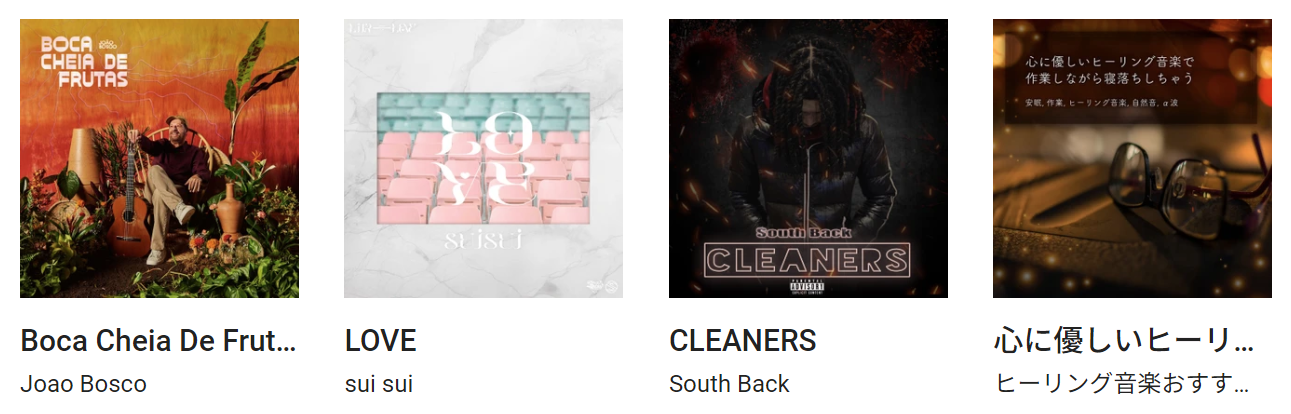 BOCA
JOÃO
BOSCO
CHEIA DE
FRUTAS
LOVE
suisui
South Back
CLEANERS
PARENTAL
ADVISORY
EXPLICIT CONTENT
心に優しいヒーリング音楽で
作業しながら寝落ちしちゃう
安眠, 作業, ヒーリング音楽, 自然音, α波
Boca Cheia De Frut...
Joao Bosco
LOVE
sui sui
CLEANERS
South Back
心に優しいヒーリ...
ヒーリング音楽おすす...